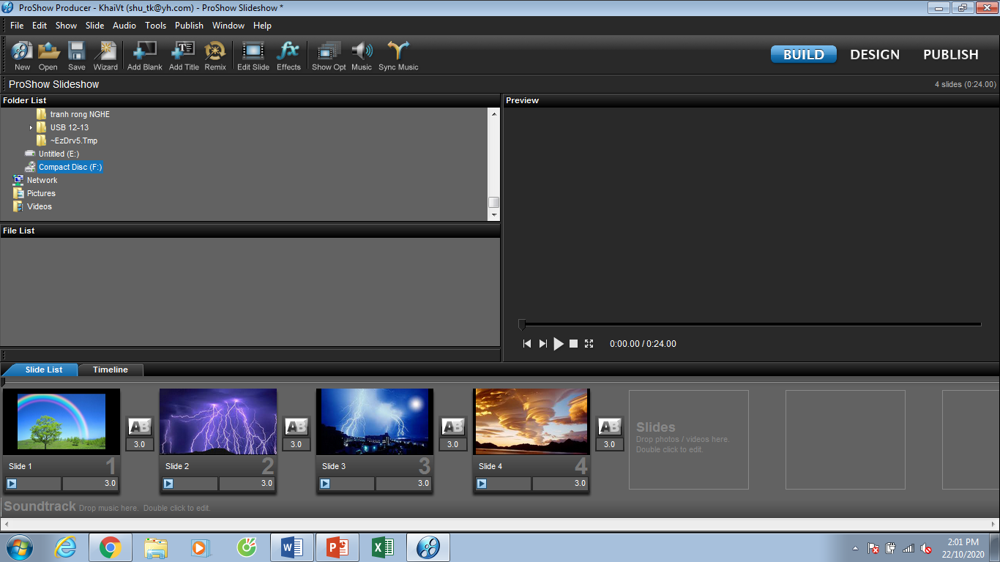 ProShow Producer - KhaiVt (shu_tk@yh.com) - ProShow Slideshow *
File Edit Show Slide Audio Tools Publish Window Help
New Open Save Wizard Add Blank Add Title Remix Edit Slide Effects Show Opt Music Sync Music
BUILD DESIGN PUBLISH
ProShow Slideshow
4 slides (0:24.00)
Folder List
tranh rong NGHE
USB 12-13
~EzDrv5.Tmp
Untitled (E:)
Compact Disc (F:)
Network
Pictures
Videos
File List
Preview
0:00.00 / 0:24.00
Slide List Timeline
AB 3.0 AB 3.0 AB 3.0 AB 3.0
Slides
Drop photos / videos here.
Double click to edit.
Slide 1 1 Slide 2 2 Slide 3 3 Slide 4 4
3.0 3.0 3.0 3.0
Soundtrack Drop music here. Double click to edit.
2:01 PM
22/10/2020